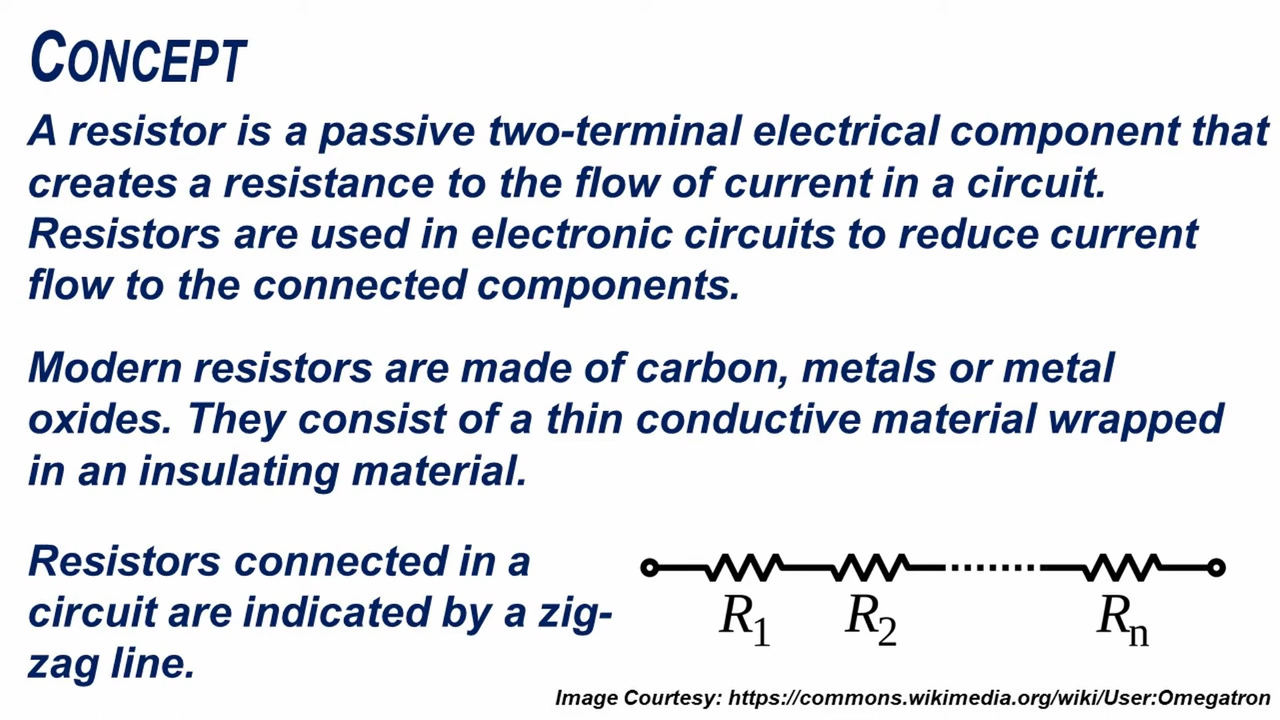 CONCEPT
A resistor is a passive two-terminal electrical component that
creates a resistance to the flow of current in a circuit.
Resistors are used in electronic circuits to reduce current
flow to the connected components.
Modern resistors are made of carbon, metals or metal
oxides. They consist of a thin conductive material wrapped
in an insulating material.
Resistors connected in a
circuit are indicated by a zig-
zag line.
R1 R2 Rn
Image Courtesy: https://commons.wikimedia.org/wiki/User:Omegatron